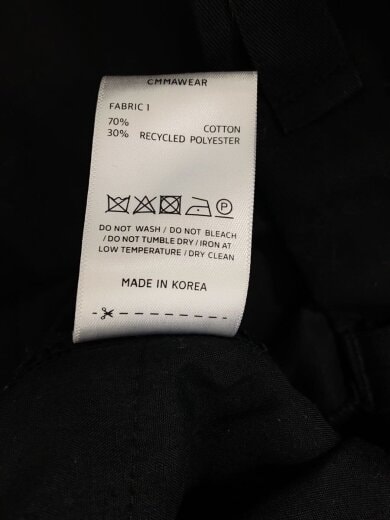 CMMAWEAR
FABRIC I
70% COTTON
30% RECYCLED POLYESTER
P
DO NOT WASH / DO NOT BLEACH
/ DO NOT TUMBLE DRY / IRON AT
LOW TEMPERATURE / DRY CLEAN
MADE IN KOREA